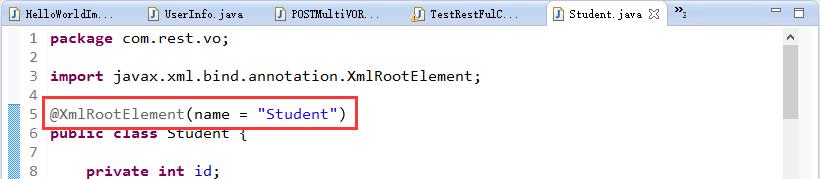 HelloWorldIm... UserInfo.java POSTMultiVOR... TestRestFulC... Student.java »₂
1 package com.rest.vo;
2
3 import javax.xml.bind.annotation.XmlRootElement;
4
5 @XmlRootElement(name = "Student")
6 public class Student {
7
8 private int id;